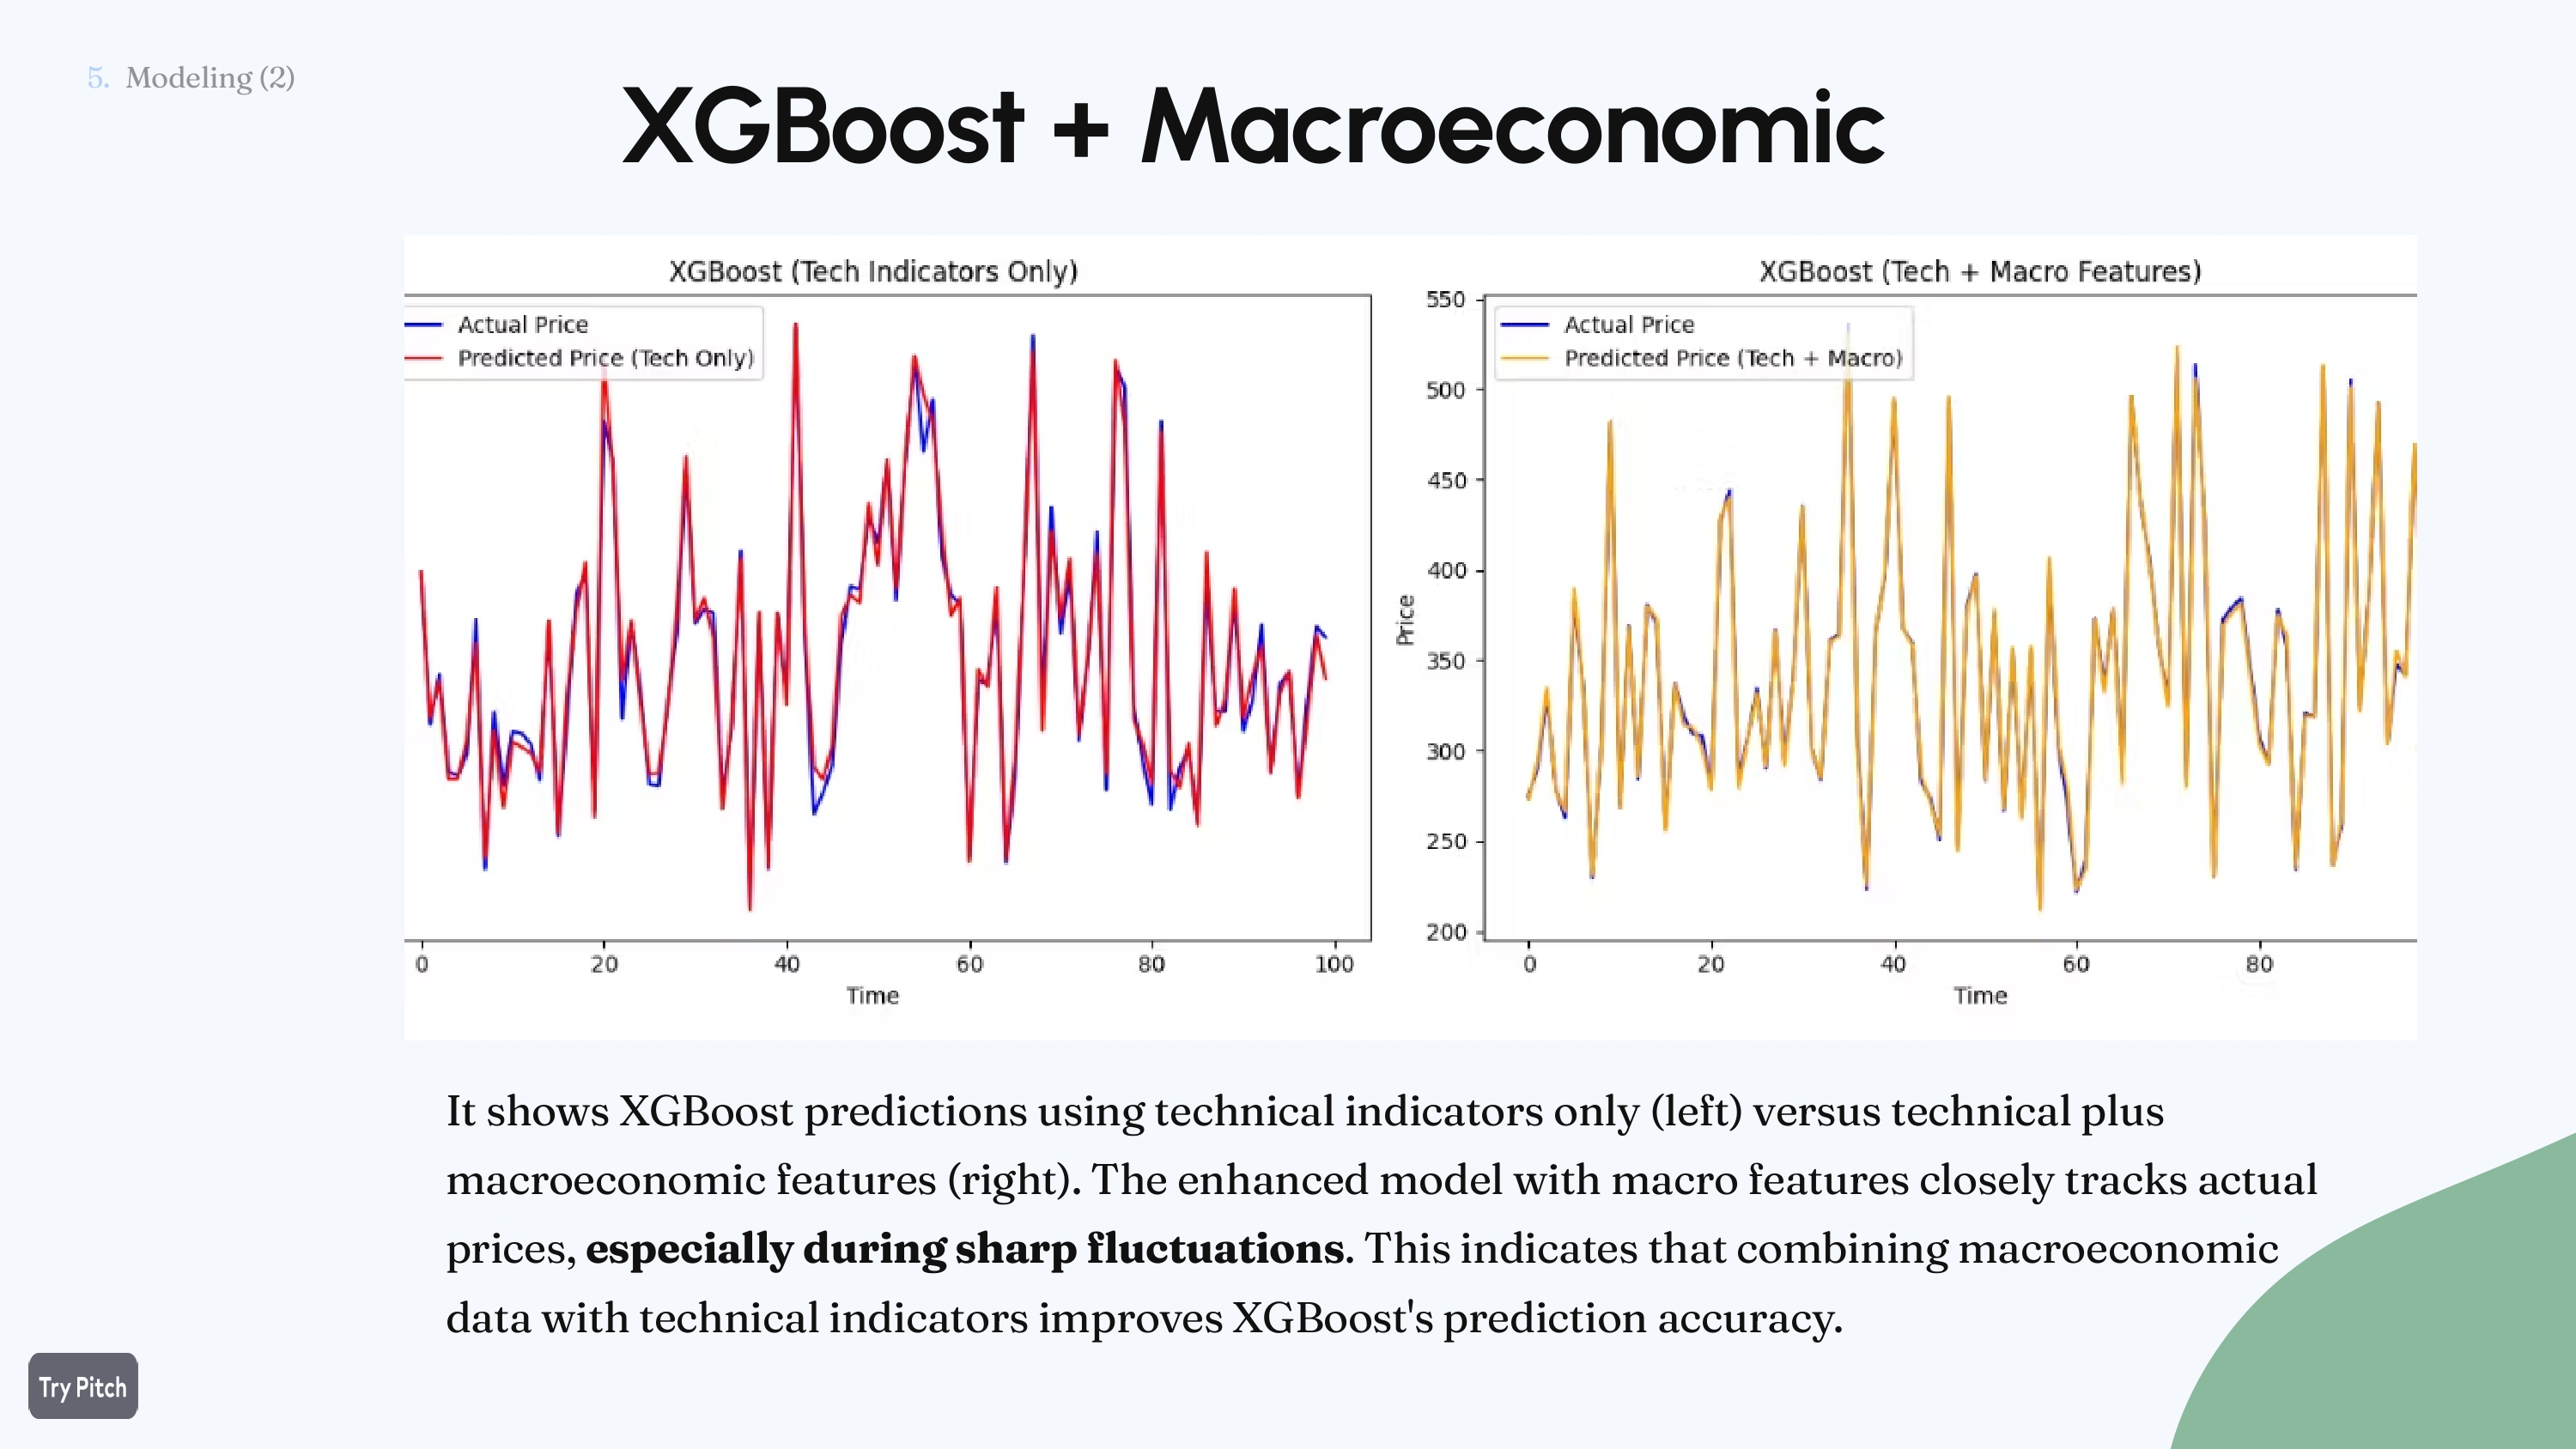 5. Modeling (2)
XGBoost + Macroeconomic
XGBoost (Tech Indicators Only)
Actual Price
Predicted Price (Tech Only)
0 20 40 60 80 100
Time
XGBoost (Tech + Macro Features)
Actual Price
Predicted Price (Tech + Macro)
Price
550
500
450
400
350
300
250
200
0 20 40 60 80
Time
It shows XGBoost predictions using technical indicators only (left) versus technical plus
macroeconomic features (right). The enhanced model with macro features closely tracks actual
prices, especially during sharp fluctuations. This indicates that combining macroeconomic
data with technical indicators improves XGBoost's prediction accuracy.
Try Pitch